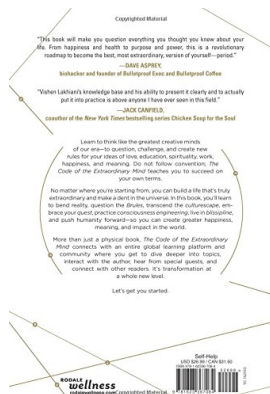 Copyrighted Material
"This book will make you question everything you thought you knew about your
life. From happiness and health to purpose and power, this is a revolutionary
roadmap to become the best, most extraordinary, version of yourself—period."
—DAVE ASPREY,
biohacker and founder of Bulletproof Exec and Bulletproof Coffee
"Vishen Lakhiani's knowledge base and his ability to present it clearly and to actually
put it into practice is above anyone I have ever seen in this field."
—JACK CANFIELD,
coauthor of the New York Times bestselling series Chicken Soup for the Soul
Learn to think like the greatest creative minds
of our era—to question, challenge, and create new
rules for your ideas of love, education, spirituality, work,
happiness, and meaning. Do not follow convention, The
Code of the Extraordinary Mind teaches you to succeed on
your own terms.
No matter where you're starting from, you can build a life that's truly
extraordinary and make a dent in the universe. In this book, you'll learn to
bend reality, question the Brules, transcend the culturescape, em-
brace your quest, practice consciousness engineering, live in blissipline,
and push humanity forward—so you can create greater happiness,
meaning, and impact in the world.
More than just a physical book, The Code of the Extraordinary
Mind connects with an entire global learning platform and
community where you get to dive deeper into topics,
interact with the author, hear from special guests, and
connect with other readers. It's transformation at
a whole new level.
Let's get you started.
Self-Help
USD $26.99 / CAN $31.50
RODALE
wellness
Copyrighted Material